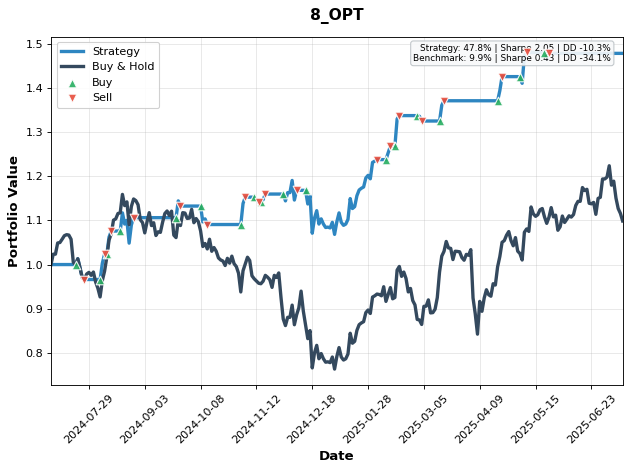 8_OPT
Strategy
Buy & Hold
Buy
Sell
Strategy: 47.8% | Sharpe 2.05 | DD -10.3%
Benchmark: 9.9% | Sharpe 0.43 | DD -34.1%
Portfolio Value
1.5
1.4
1.3
1.2
1.1
1.0
0.9
0.8
2024-07-29
2024-09-03
2024-10-08
2024-11-12
2024-12-18
2025-01-28
2025-03-05
2025-04-09
2025-05-15
2025-06-23
Date